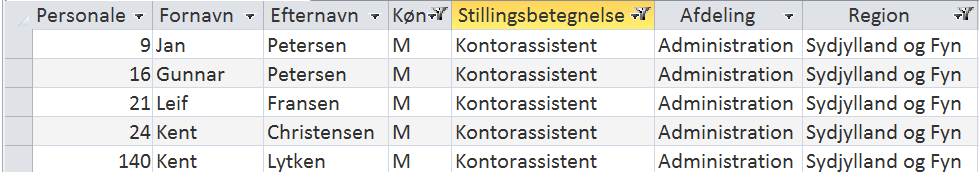 Personale Fornavn Efternavn Køn Stillingsbetegnelse Afdeling Region
9 Jan Petersen M Kontorassistent Administration Sydjylland og Fyn
16 Gunnar Petersen M Kontorassistent Administration Sydjylland og Fyn
21 Leif Fransen M Kontorassistent Administration Sydjylland og Fyn
24 Kent Christensen M Kontorassistent Administration Sydjylland og Fyn
140 Kent Lytken M Kontorassistent Administration Sydjylland og Fyn